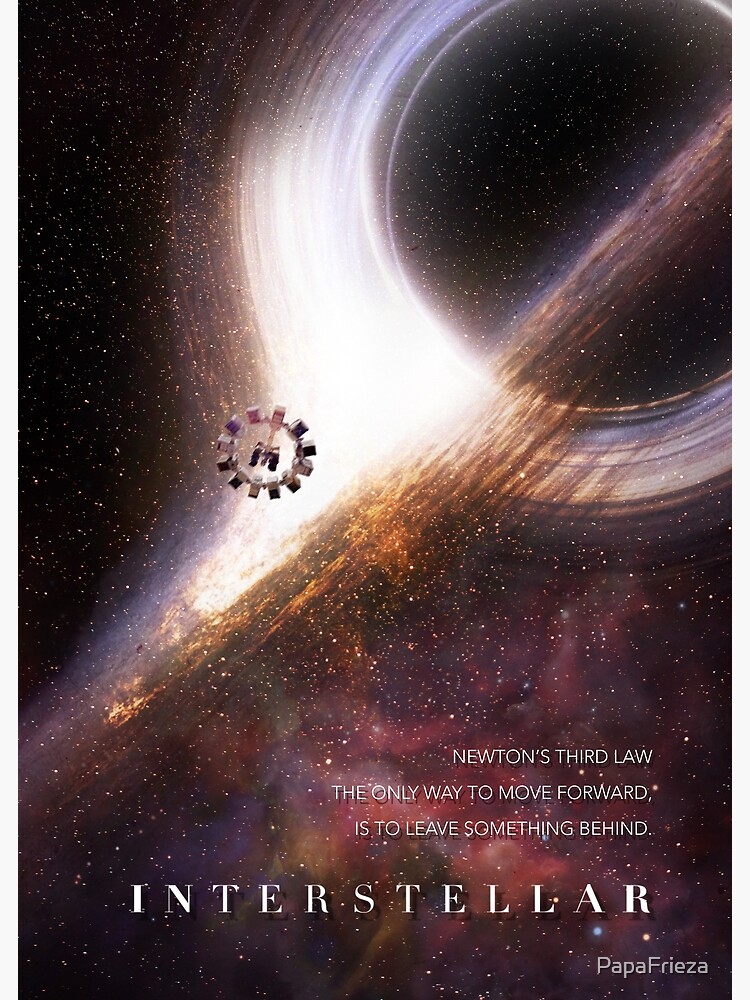 NEWTON'S THIRD LAW
THE ONLY WAY TO MOVE FORWARD,
IS TO LEAVE SOMETHING BEHIND.
INTERSTELLAR
PapaFrieza